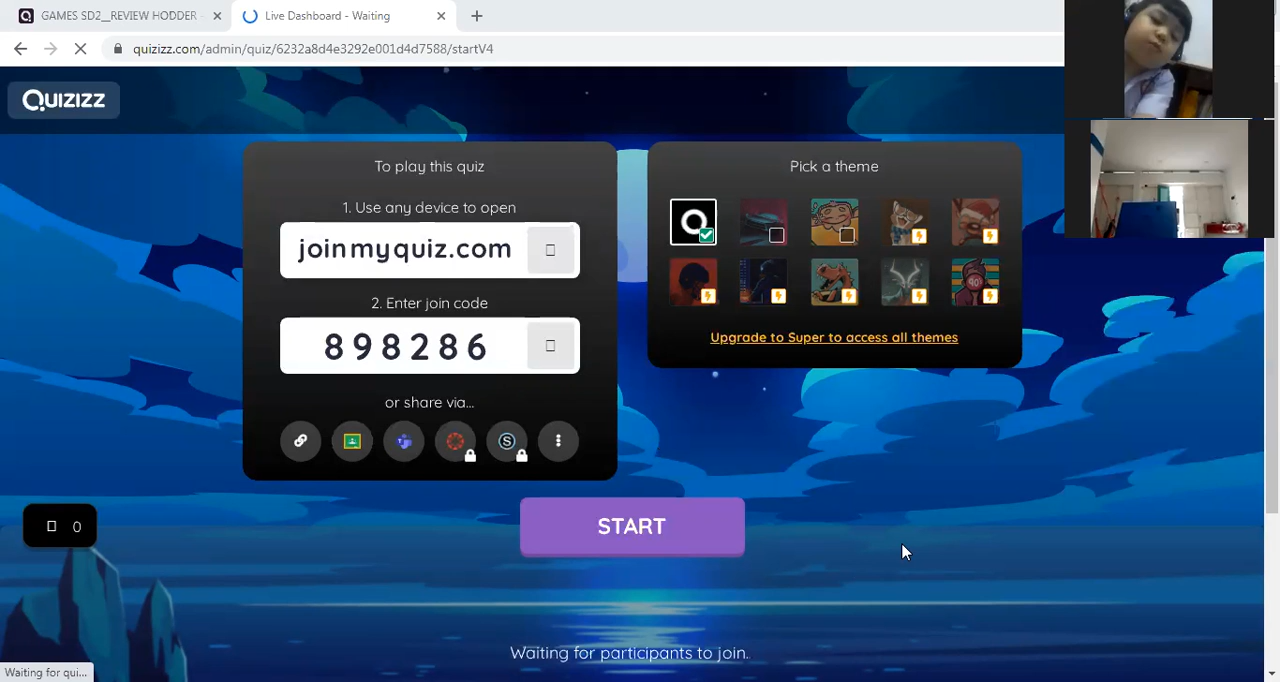 GAMES SD2__REVIEW HODDER
Live Dashboard - Waiting
quizizz.com/admin/quiz/6232a8d4e3292e001d4d7588/startV4
QUIZIZZ
To play this quiz
1. Use any device to open
joinmyquiz.com
2. Enter join code
898286
or share via...
Pick a theme
Upgrade to Super to access all themes
0
START
Waiting for participants to join.
Waiting for qui...